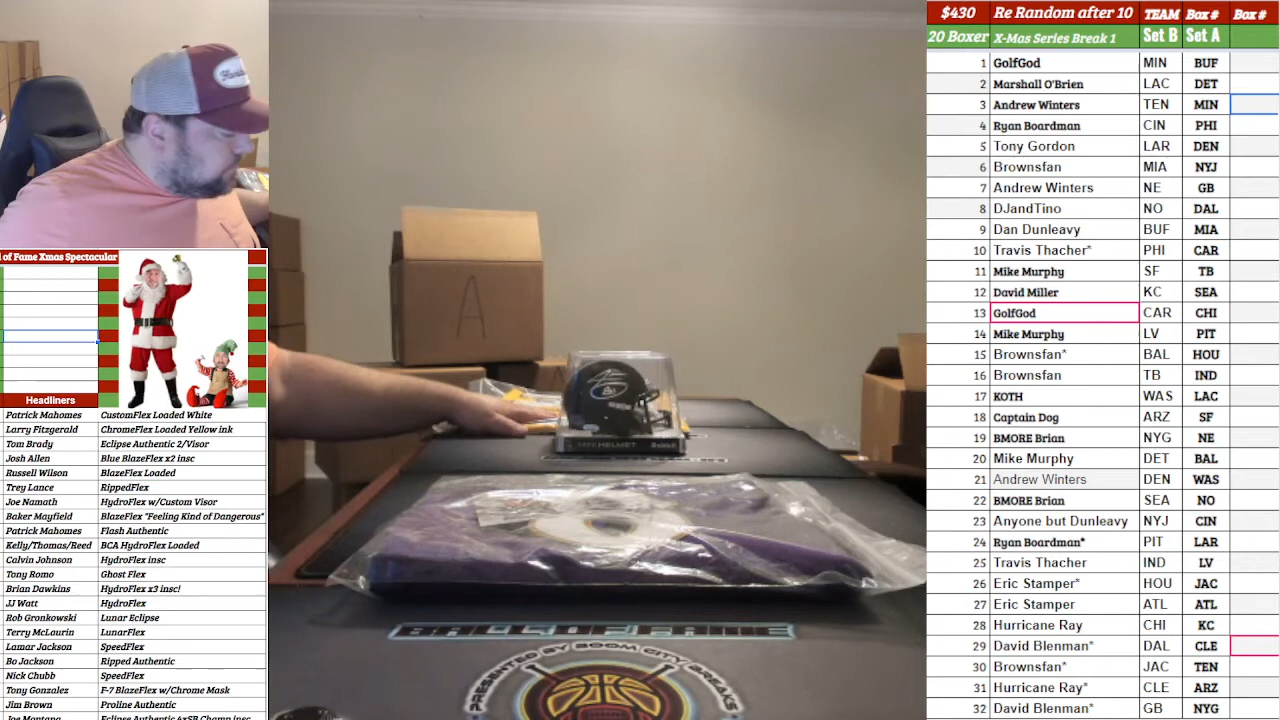 $430 Re Random after 10 TEAM Box # Box #
20 Boxer X-Mas Series Break 1 Set B Set A
1 GolfGod MIN BUF
2 Marshall O'Brien LAC DET
3 Andrew Winters TEN MIN
4 Ryan Boardman CIN PHI
5 Tony Gordon LAR DEN
6 Brownsfan MIA NYJ
7 Andrew Winters NE GB
8 DJandTino NO DAL
9 Dan Dunleavy BUF MIA
10 Travis Thacher* PHI CAR
11 Mike Murphy SF TB
12 David Miller KC SEA
13 GolfGod CAR CHI
14 Mike Murphy LV PIT
15 Brownsfan* BAL HOU
16 Brownsfan TB IND
17 KOTH WAS LAC
18 Captain Dog ARZ SF
19 BMORE Brian NYG NE
20 Mike Murphy DET BAL
21 Andrew Winters DEN WAS
22 BMORE Brian SEA NO
23 Anyone but Dunleavy NYJ CIN
24 Ryan Boardman* PIT LAR
25 Travis Thacher IND LV
26 Eric Stamper* HOU JAC
27 Eric Stamper ATL ATL
28 Hurricane Ray CHI KC
29 David Blenman* DAL CLE
30 Brownsfan* JAC TEN
31 Hurricane Ray* CLE ARZ
32 David Blenman* GB NYG
l of Fame Xmas Spectacular
Headliners
Patrick Mahomes CustomFlex Loaded White
Larry Fitzgerald ChromeFlex Loaded Yellow ink
Tom Brady Eclipse Authentic 2/Visor
Josh Allen Blue BlazeFlex x2 insc
Russell Wilson BlazeFlex Loaded
Trey Lance RippedFlex
Joe Namath HydroFlex w/Custom Visor
Baker Mayfield BlazeFlex "Feeling Kind of Dangerous"
Patrick Mahomes Flash Authentic
Kelly/Thomas/Reed BCA HydroFlex Loaded
Calvin Johnson HydroFlex insc
Tony Romo Ghost Flex
Brian Dawkins HydroFlex x3 insc!
JJ Watt HydroFlex
Rob Gronkowski Lunar Eclipse
Terry McLaurin LunarFlex
Lamar Jackson SpeedFlex
Bo Jackson Ripped Authentic
Nick Chubb SpeedFlex
Tony Gonzalez F-7 BlazeFlex w/Chrome Mask
Jim Brown Proline Authentic
Joe Montana Eclipse Authentic 4xSB Champ insc
A
MINI HELMET
PRESENTED BY BOOM CITY BREAKS